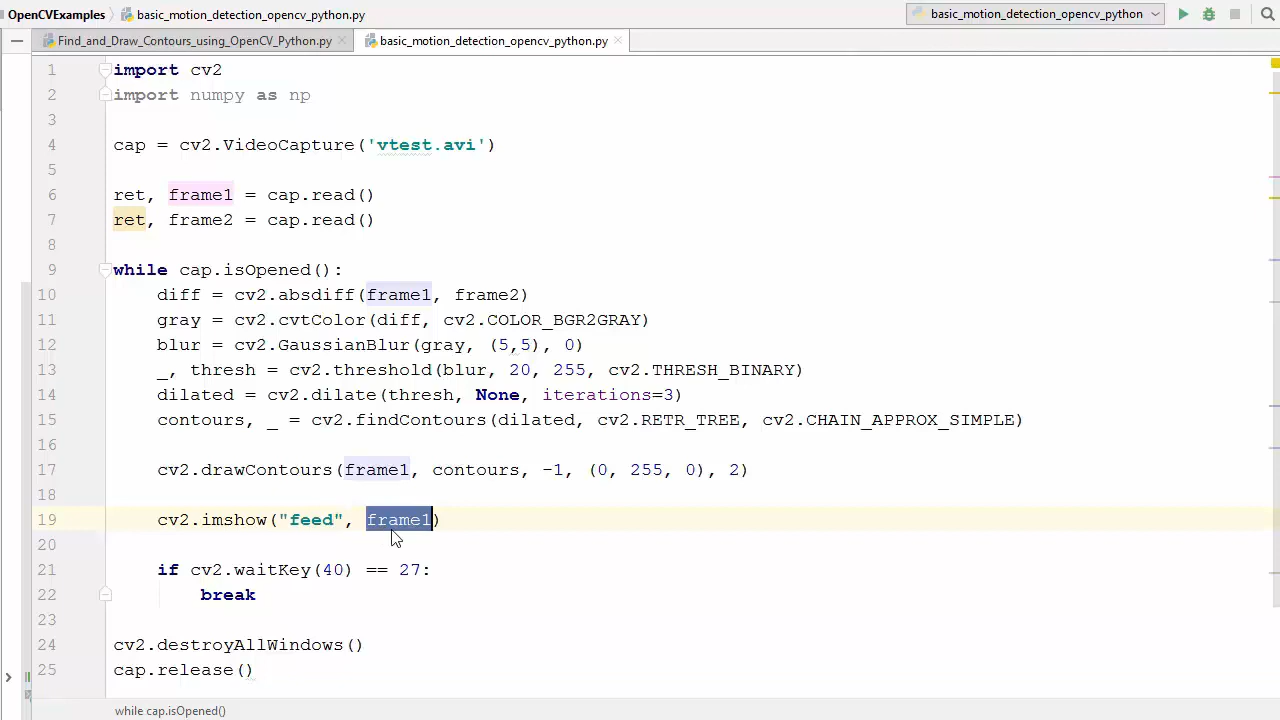 OpenCVExamples basic_motion_detection_opencv_python.py basic_motion_detection_opencv_python
Find_and_Draw_Contours_using_OpenCV_Python.py basic_motion_detection_opencv_python.py
1 import cv2
2 import numpy as np
3
4 cap = cv2.VideoCapture('vtest.avi')
5
6 ret, frame1 = cap.read()
7 ret, frame2 = cap.read()
8
9 while cap.isOpened():
10 diff = cv2.absdiff(frame1, frame2)
11 gray = cv2.cvtColor(diff, cv2.COLOR_BGR2GRAY)
12 blur = cv2.GaussianBlur(gray, (5,5), 0)
13 _, thresh = cv2.threshold(blur, 20, 255, cv2.THRESH_BINARY)
14 dilated = cv2.dilate(thresh, None, iterations=3)
15 contours, _ = cv2.findContours(dilated, cv2.RETR_TREE, cv2.CHAIN_APPROX_SIMPLE)
16
17 cv2.drawContours(frame1, contours, -1, (0, 255, 0), 2)
18
19 cv2.imshow("feed", frame1)
20
21 if cv2.waitKey(40) == 27:
22 break
23
24 cv2.destroyAllWindows()
25 cap.release()
while cap.isOpened()